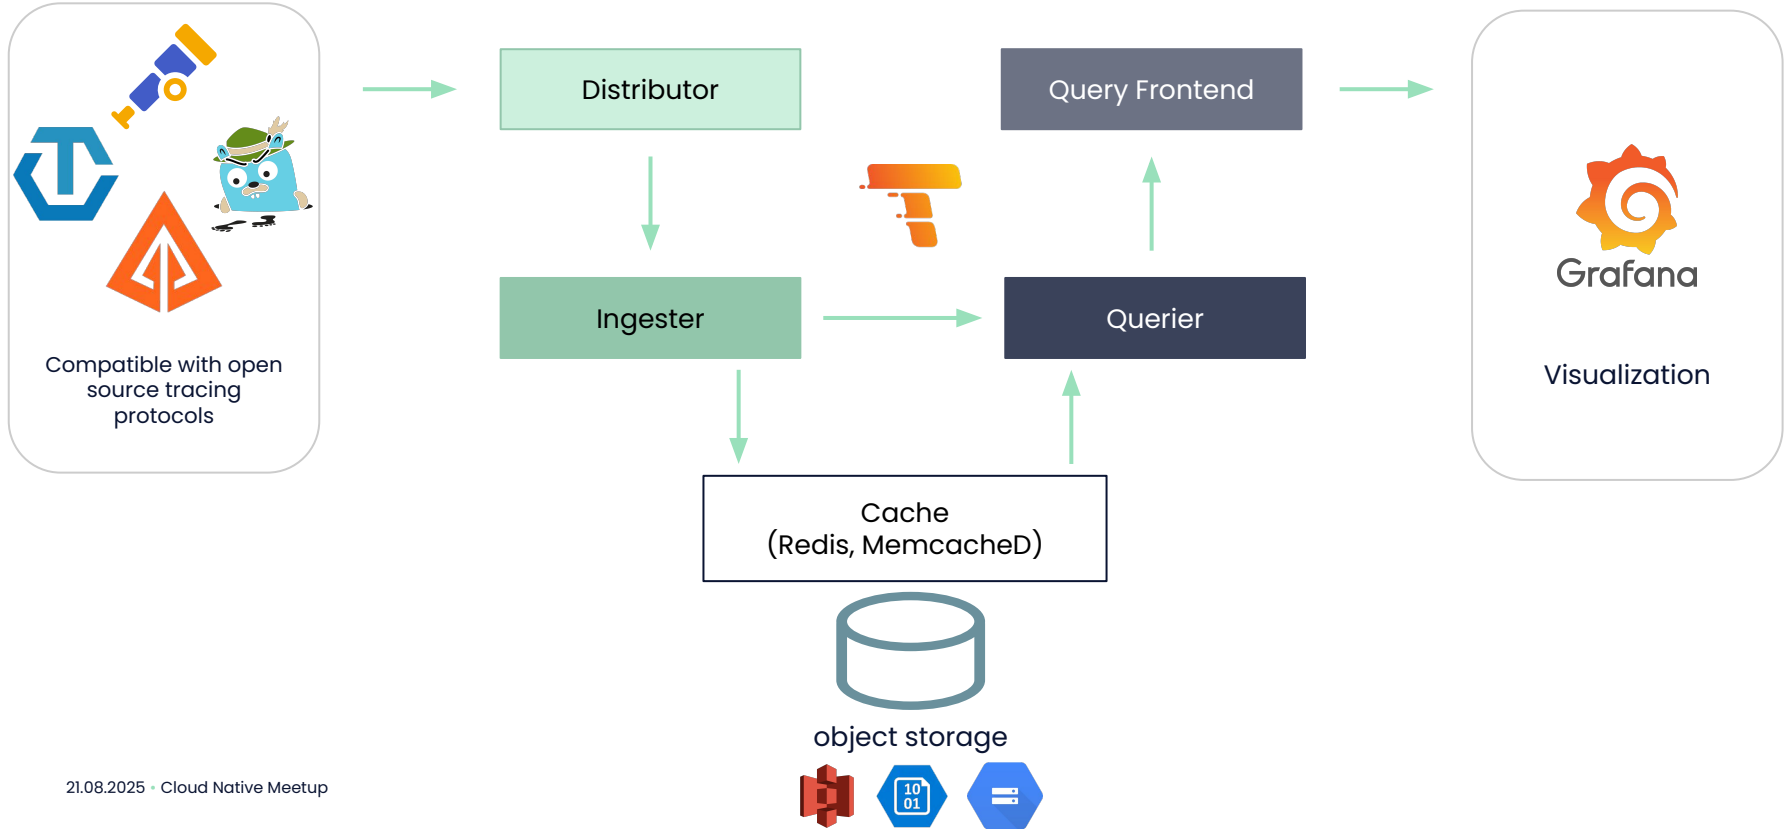 Compatible with open
source tracing
protocols
Distributor
Ingester
Cache
(Redis, MemcacheD)
object storage
10
01
Query Frontend
Querier
Grafana
Visualization
21.08.2025 • Cloud Native Meetup